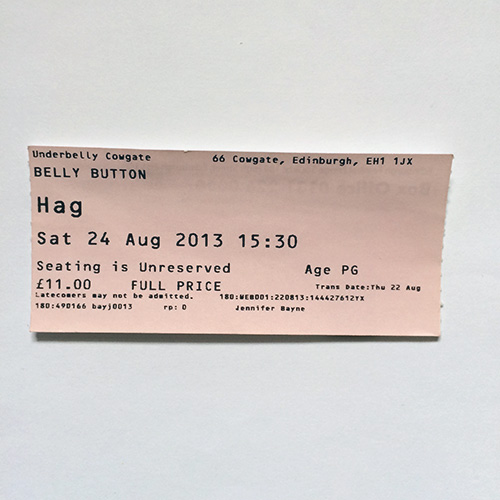 Underbelly Cowgate 66 Cowgate, Edinburgh, EH1 1JX
BELLY BUTTON
Hag
Sat 24 Aug 2013 15:30
Seating is Unreserved Age PG
£11.00 FULL PRICE Trans Date:Thu 22 Aug
Latecomers may not be admitted. 180:WEB001:220813:144427612YX
180:490166 bayj0013 rp: D Jennifer Bayne